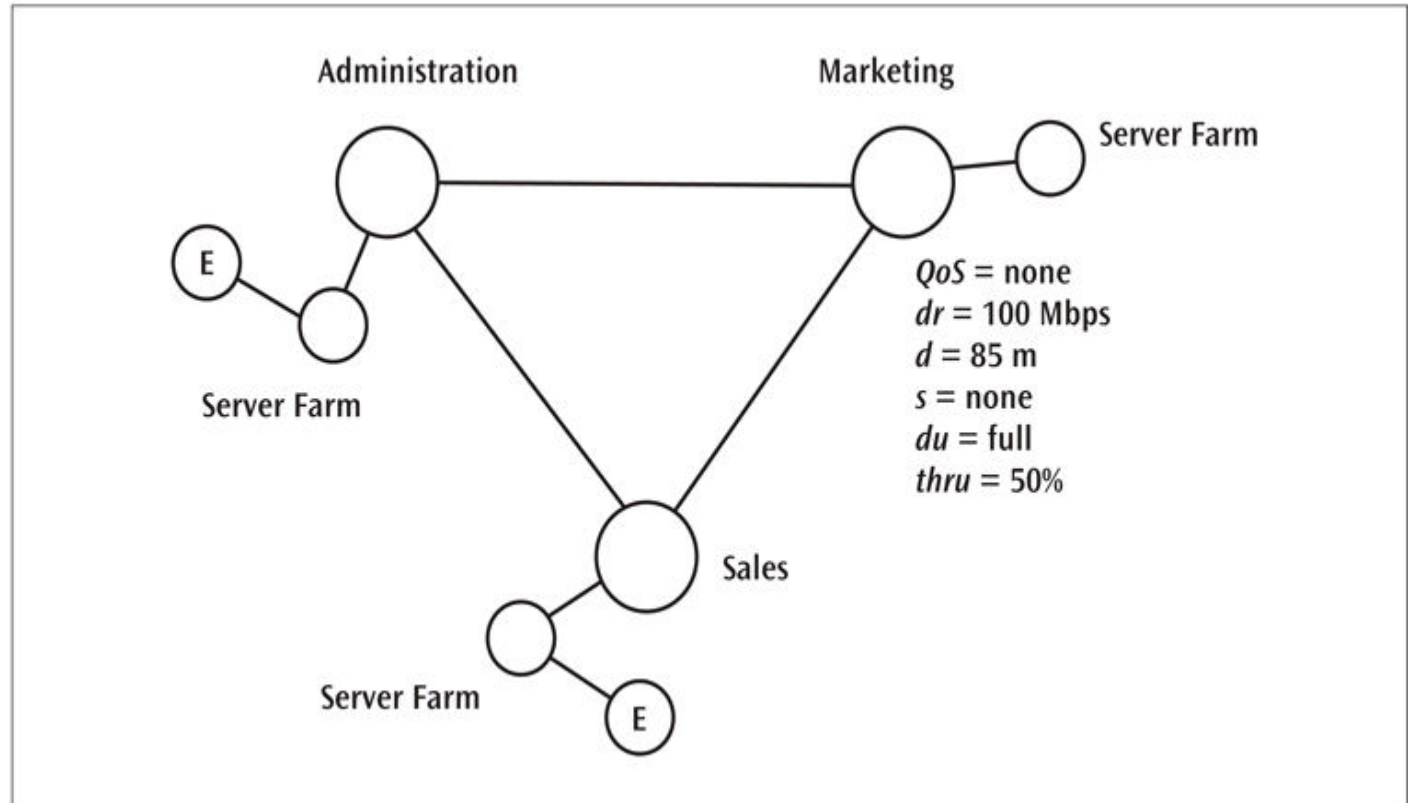 Administration
Marketing
Server Farm
E
QoS = none
dr = 100 Mbps
d = 85 m
s = none
du = full
thru = 50%
Server Farm
Sales
Server Farm
E